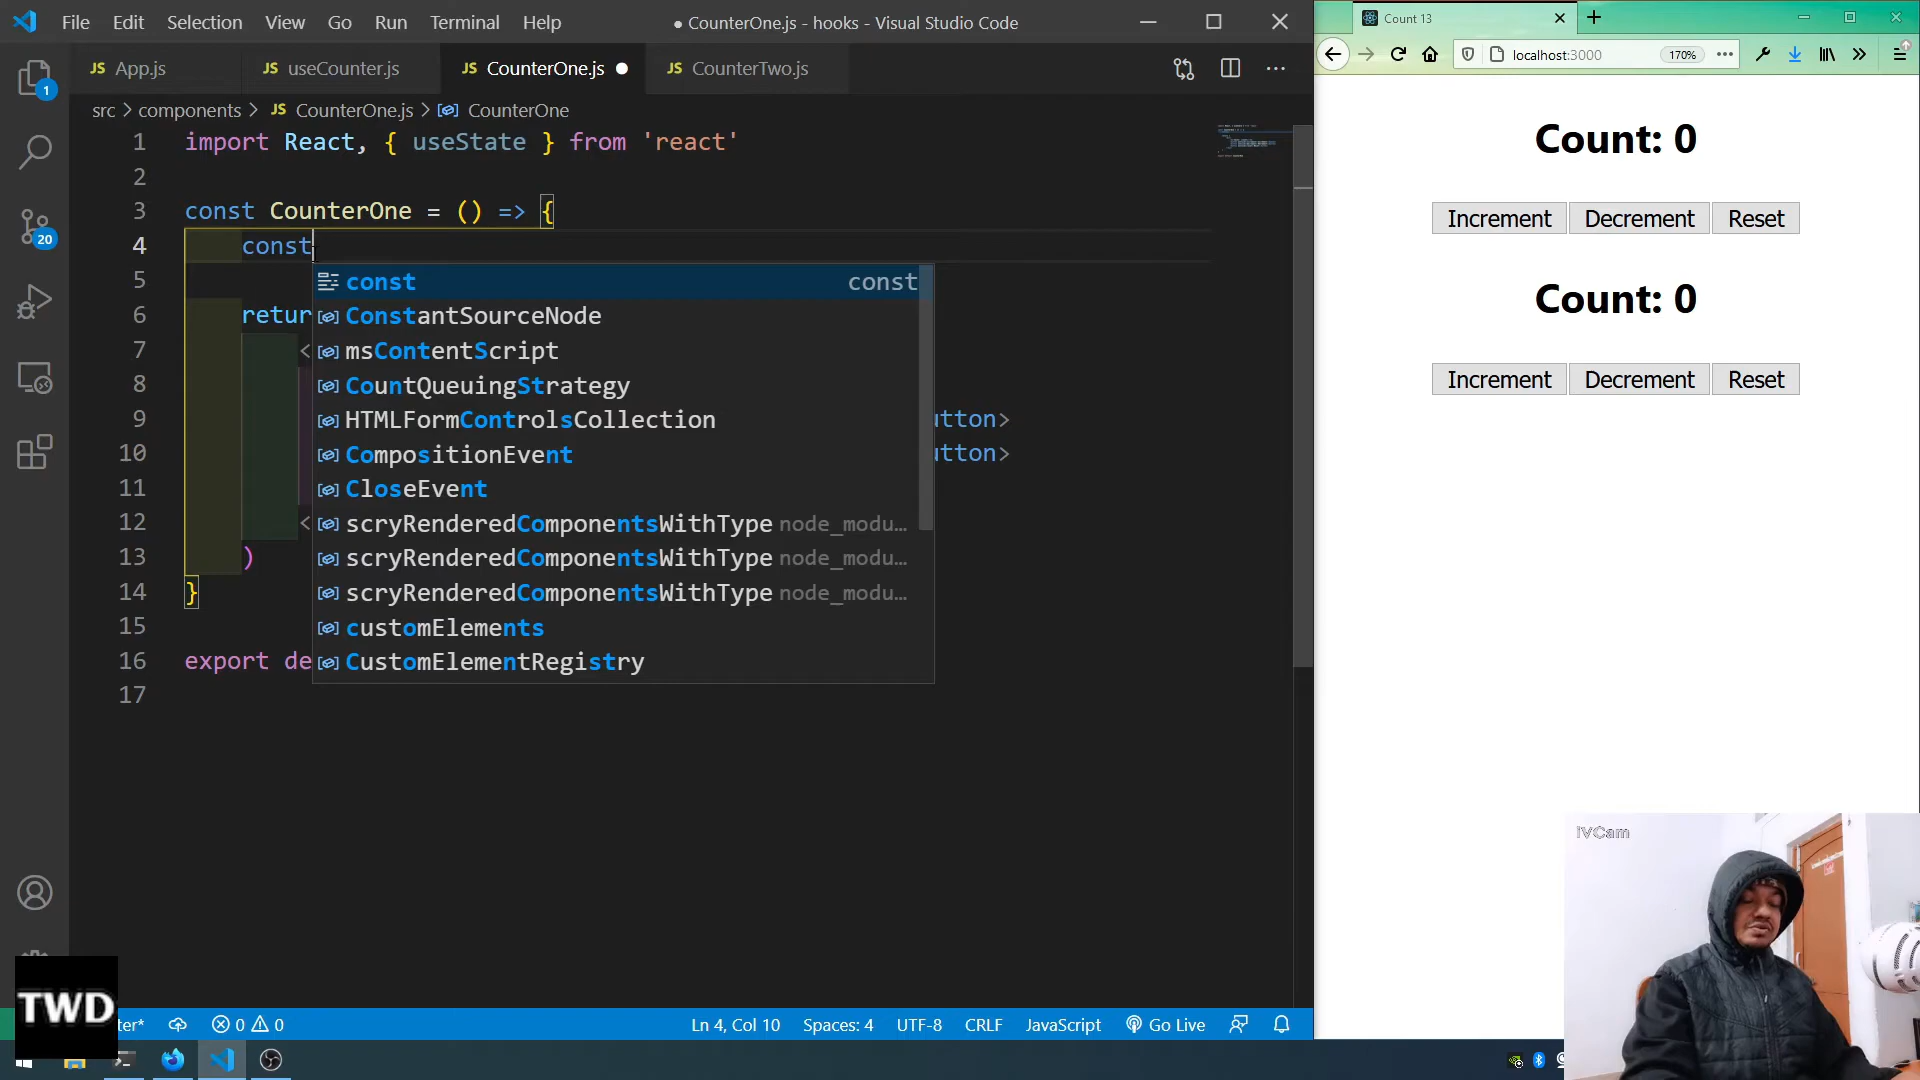 File Edit Selection View Go Run Terminal Help
● CounterOne.js - hooks - Visual Studio Code
JS App.js
JS useCounter.js
JS CounterOne.js
JS CounterTwo.js
src > components > JS CounterOne.js > CounterOne
1 import React, { useState } from 'react'
2
3 const CounterOne = () => {
4 const
5
6 retur
7 <
8
9 utton>
10 utton>
11
12 <
13 )
14 }
15
16 export de
17
const const
ConstantSourceNode
msContentScript
CountQueuingStrategy
HTMLFormControlsCollection
CompositionEvent
CloseEvent
scryRenderedComponentsWithType node_modu…
scryRenderedComponentsWithType node_modu…
scryRenderedComponentsWithType node_modu…
customElements
CustomElementRegistry
1
20
TWD
ter*
0 0
Ln 4, Col 10 Spaces: 4 UTF-8 CRLF JavaScript Go Live
Count 13
localhost:3000 170%
Count: 0
Increment Decrement Reset
Count: 0
Increment Decrement Reset
iVCam